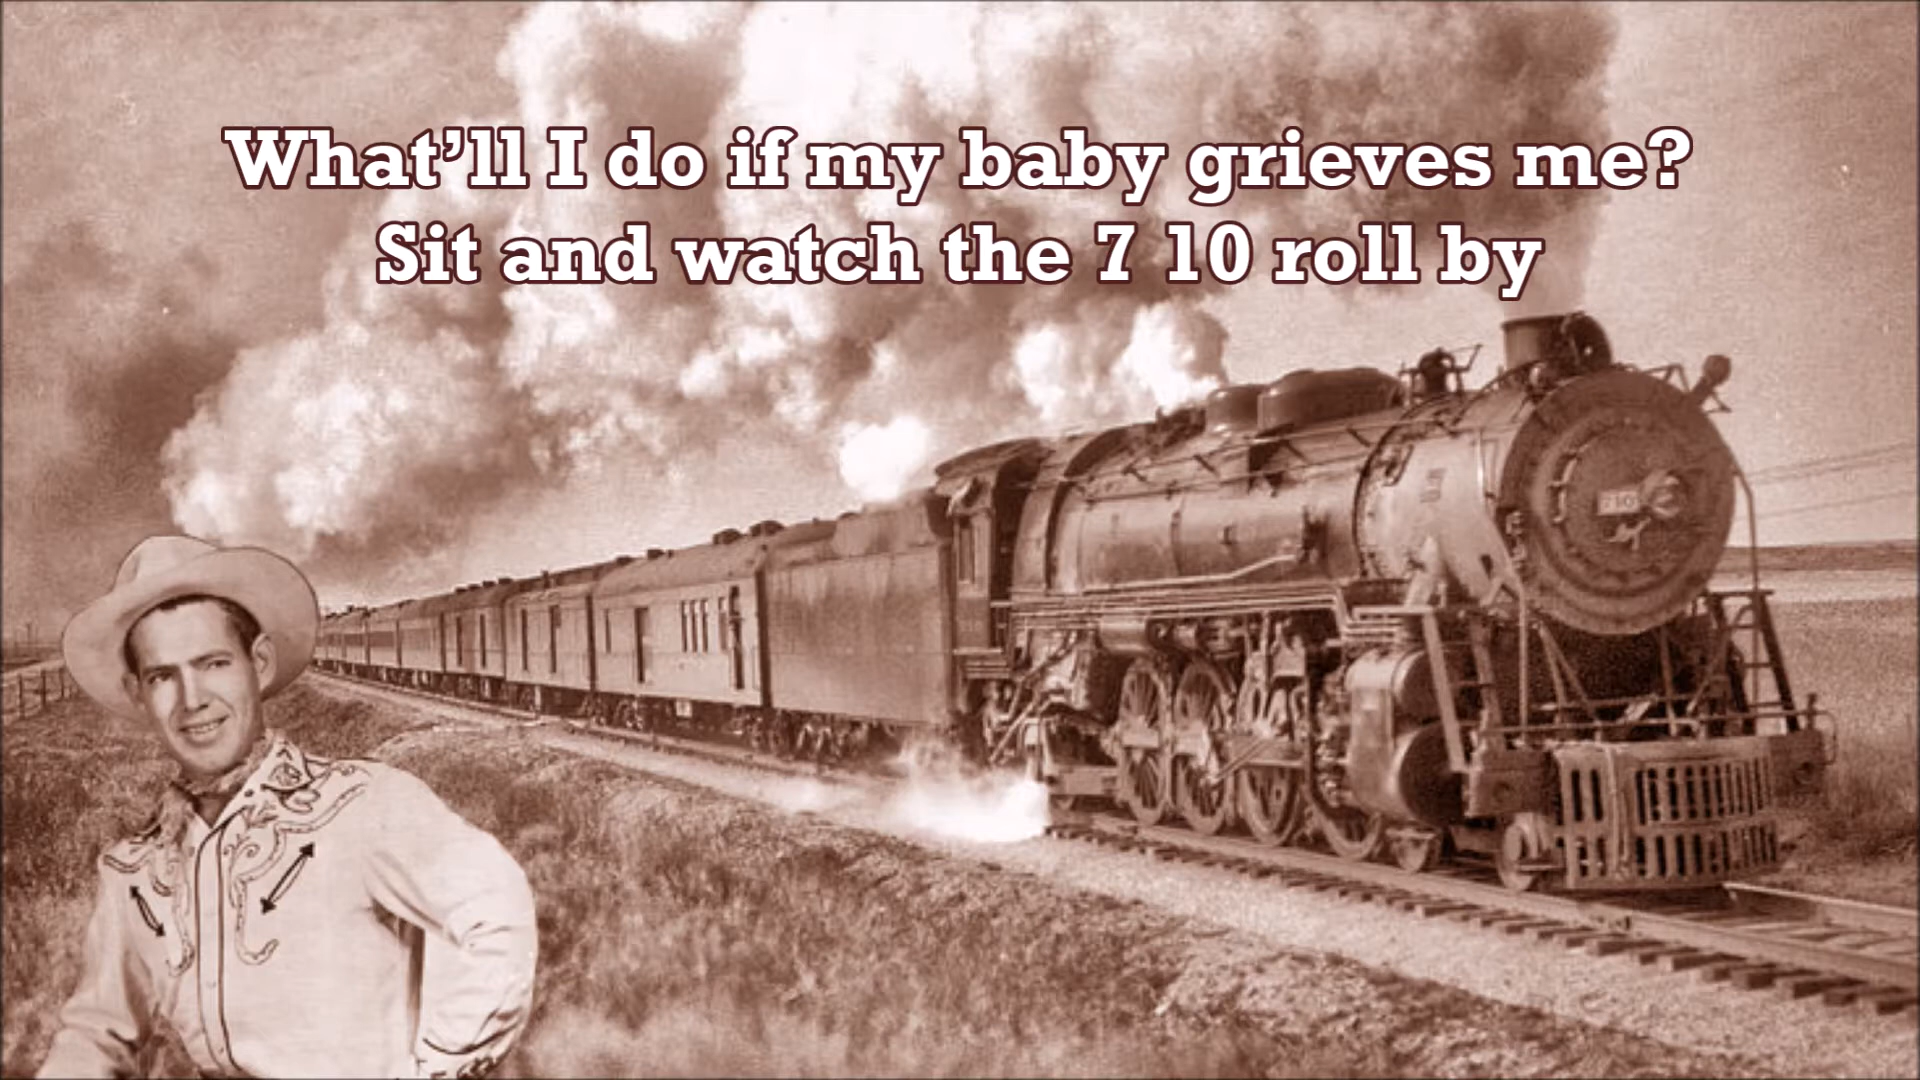 What’ll I do if my baby grieves me?
Sit and watch the 7 10 roll by